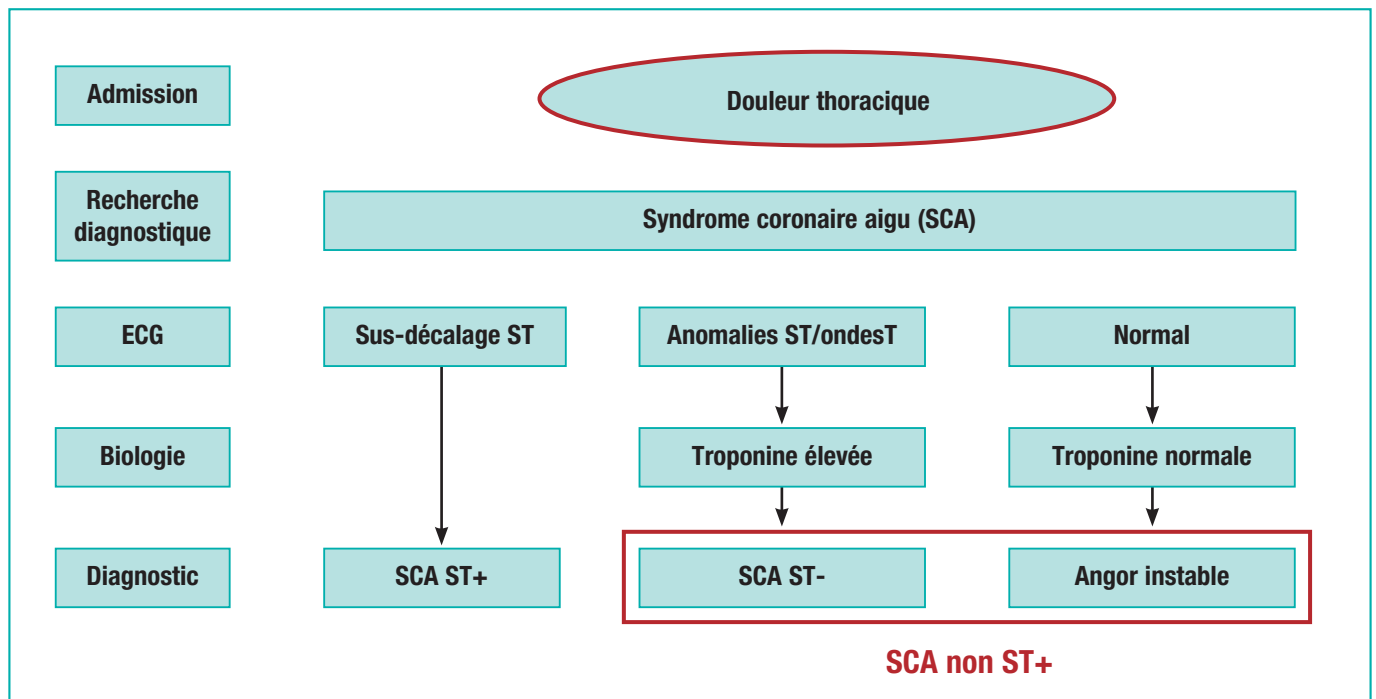 Admission
Douleur thoracique
Recherche
diagnostique
Syndrome coronaire aigu (SCA)
ECG
Sus-décalage ST
Anomalies ST/ondesT
Normal
Biologie
Troponine élevée
Troponine normale
Diagnostic
SCA ST+
SCA ST-
Angor instable
SCA non ST+